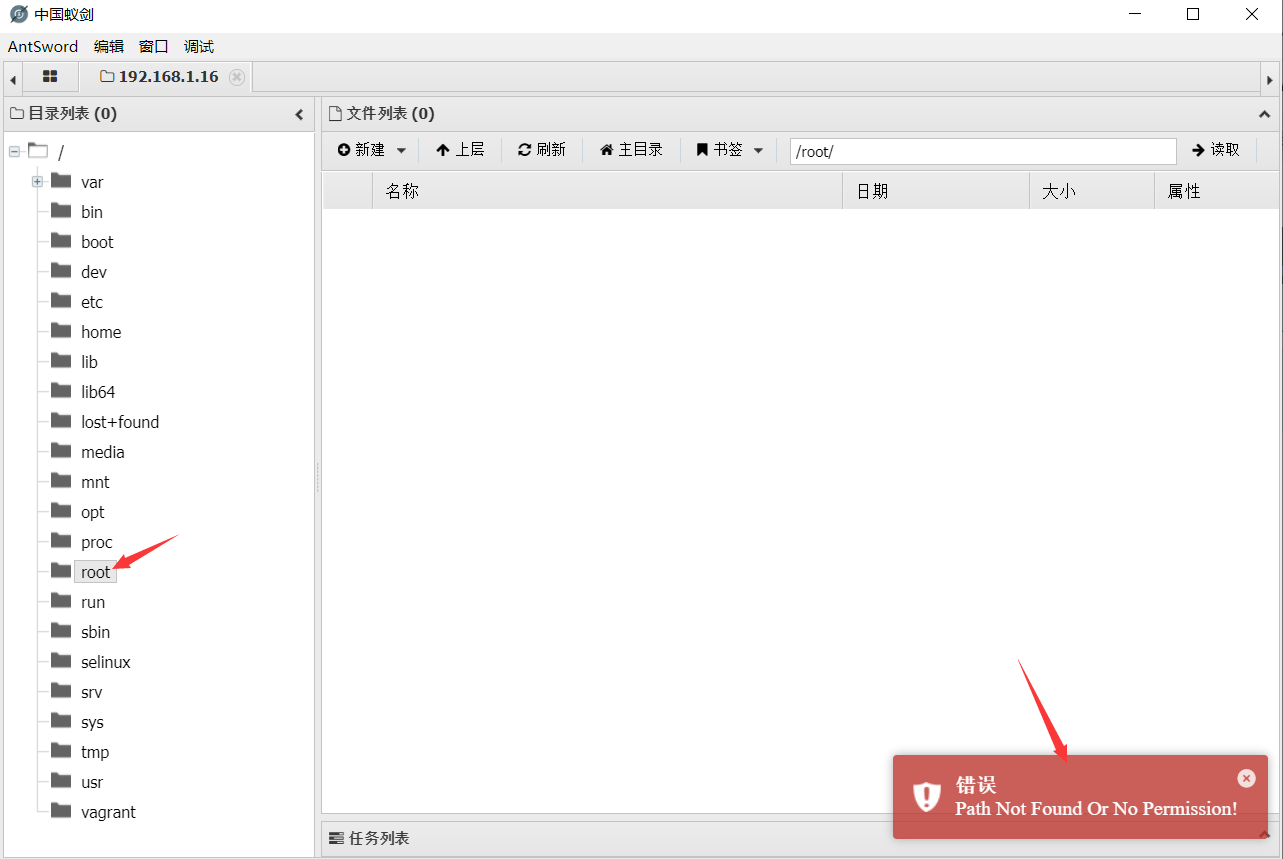 中国蚁剑
AntSword 编辑 窗口 调试
192.168.1.16
目录列表 (0)
文件列表 (0)
新建 上层 刷新 主目录 书签 /root/ 读取
名称 日期 大小 属性
/
var
bin
boot
dev
etc
home
lib
lib64
lost+found
media
mnt
opt
proc
root
run
sbin
selinux
srv
sys
tmp
usr
vagrant
错误
Path Not Found Or No Permission!
任务列表